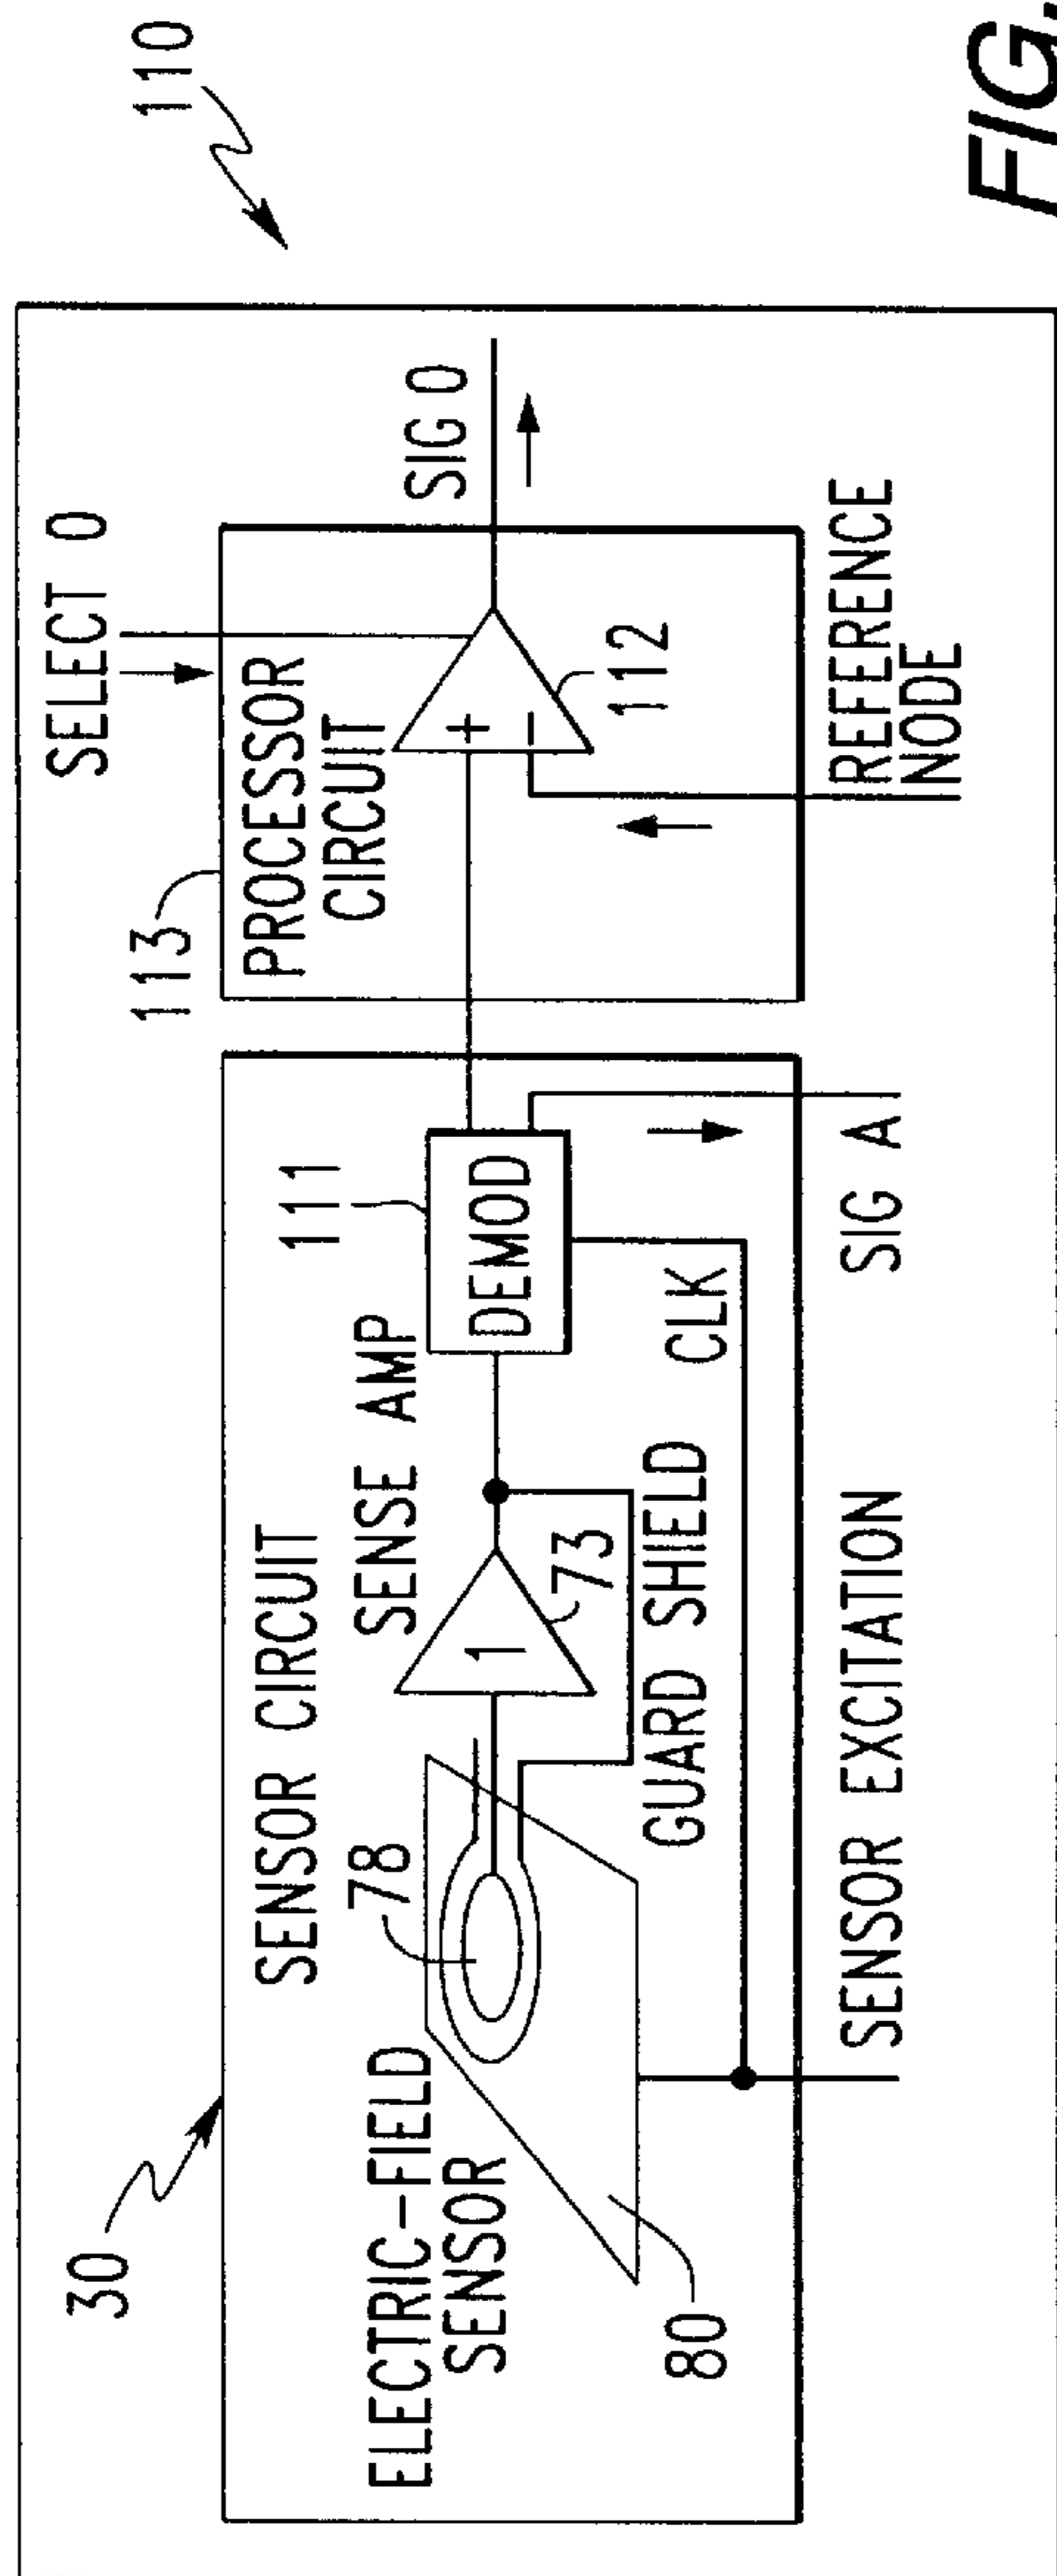 110
SELECT 0
113
PROCESSOR
CIRCUIT
SIG 0
+
−
112
REFERENCE
NODE
30
SENSOR CIRCUIT
SENSE AMP
111
DEMOD
ELECTRIC-FIELD
SENSOR
78
1
73
GUARD SHIELD
CLK
80
SENSOR EXCITATION
SIG A
FIG.